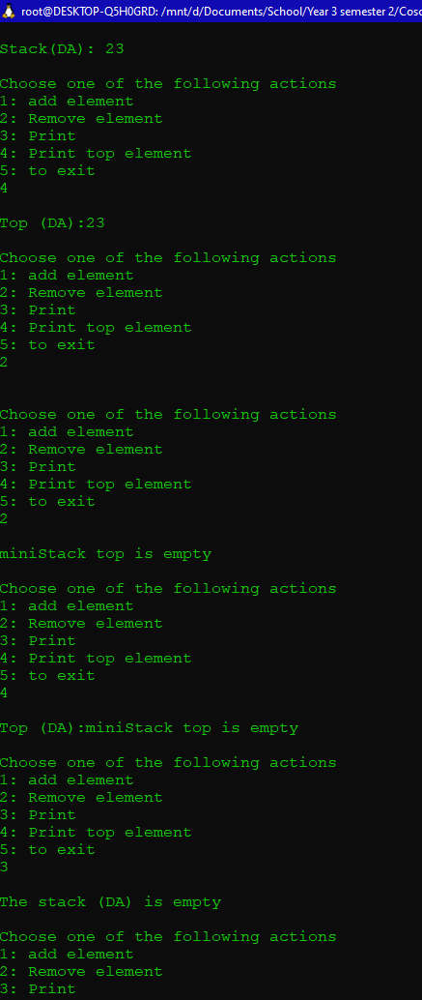 root@DESKTOP-Q5H0GRD: /mnt/d/Documents/School/Year 3 semester 2/Cosc
Stack(DA): 23
Choose one of the following actions
1: add element
2: Remove element
3: Print
4: Print top element
5: to exit
4
Top (DA):23
Choose one of the following actions
1: add element
2: Remove element
3: Print
4: Print top element
5: to exit
2
Choose one of the following actions
1: add element
2: Remove element
3: Print
4: Print top element
5: to exit
2
miniStack top is empty
Choose one of the following actions
1: add element
2: Remove element
3: Print
4: Print top element
5: to exit
4
Top (DA):miniStack top is empty
Choose one of the following actions
1: add element
2: Remove element
3: Print
4: Print top element
5: to exit
3
The stack (DA) is empty
Choose one of the following actions
1: add element
2: Remove element
3: Print